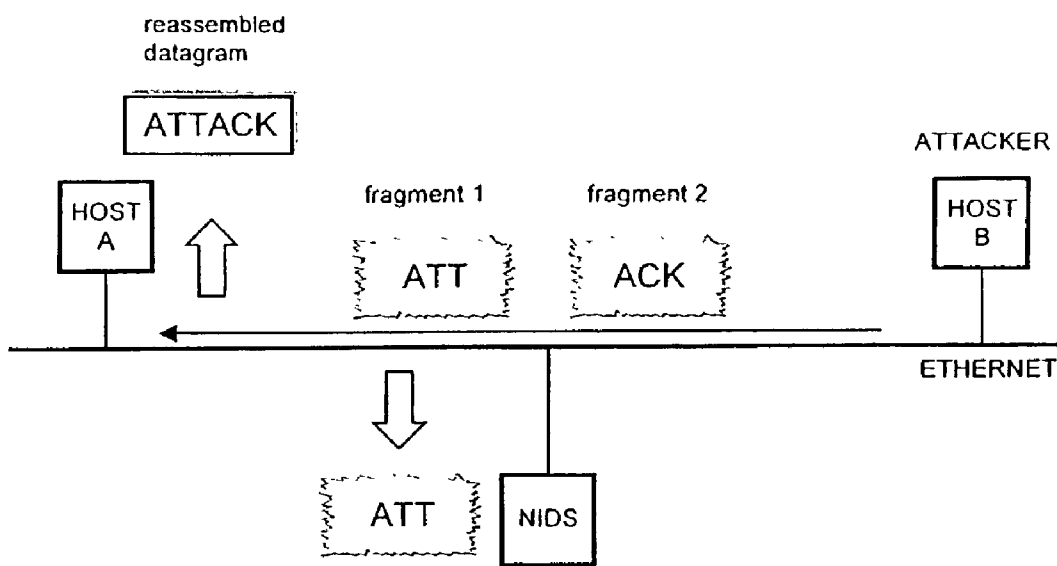 reassembled
datagram
ATTACK
ATTACKER
HOST
A
fragment 1
fragment 2
HOST
B
ATT
ACK
ETHERNET
ATT
NIDS